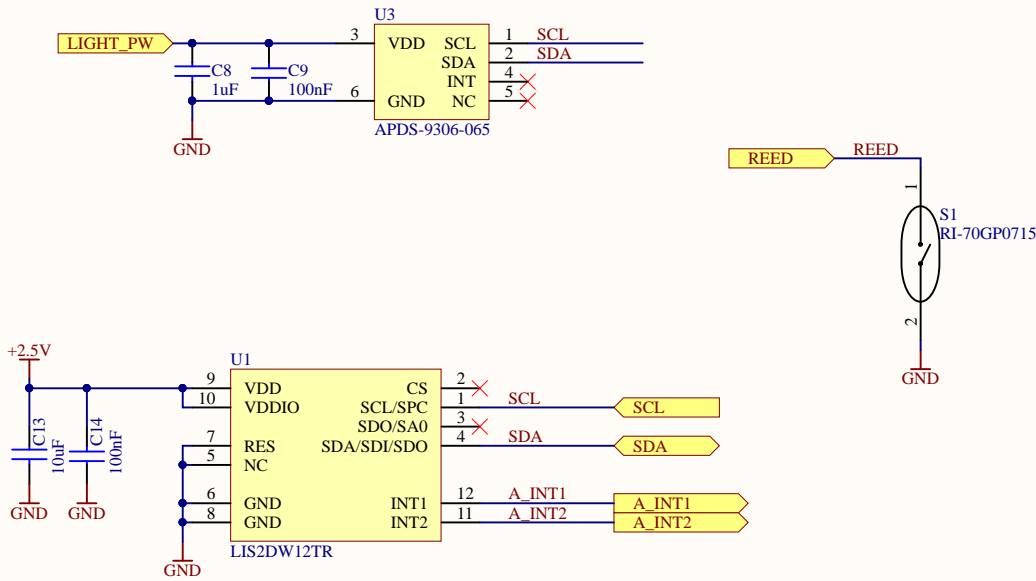 U3
LIGHT_PW
3 VDD SCL 1 SCL
SDA 2 SDA
C8
1uF
C9
100nF
INT 4
6 GND NC 5
APDS-9306-065
GND
REED
REED
1
S1
RI-70GP0715
2
GND
+2.5V
U1
9 VDD CS 2
10 VDDIO SCL/SPC 1 SCL
SCL
SDO/SA0 3
7 RES SDA/SDI/SDO 4 SDA
SDA
5 NC
C13
10uF
C14
100nF
6 GND INT1 12 A_INT1
A_INT1
8 GND INT2 11 A_INT2
A_INT2
GND
GND
LIS2DW12TR
GND